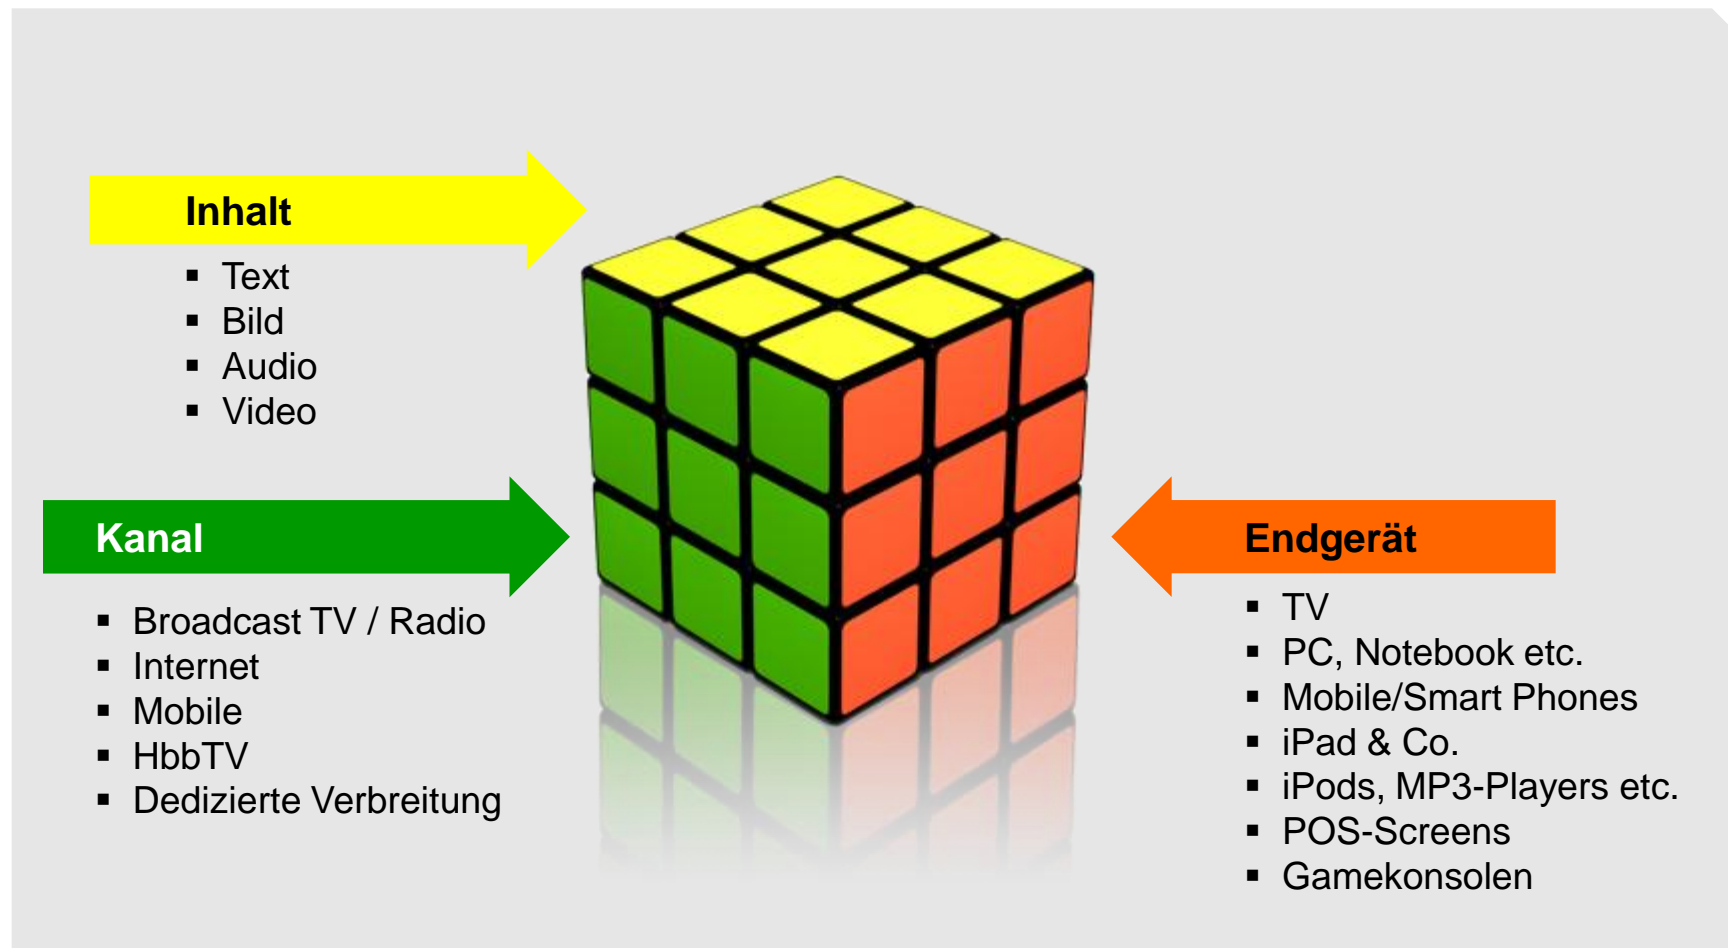 Inhalt
▪ Text
▪ Bild
▪ Audio
▪ Video
Kanal
▪ Broadcast TV / Radio
▪ Internet
▪ Mobile
▪ HbbTV
▪ Dedizierte Verbreitung
Endgerät
▪ TV
▪ PC, Notebook etc.
▪ Mobile/Smart Phones
▪ iPad & Co.
▪ iPods, MP3-Players etc.
▪ POS-Screens
▪ Gamekonsolen